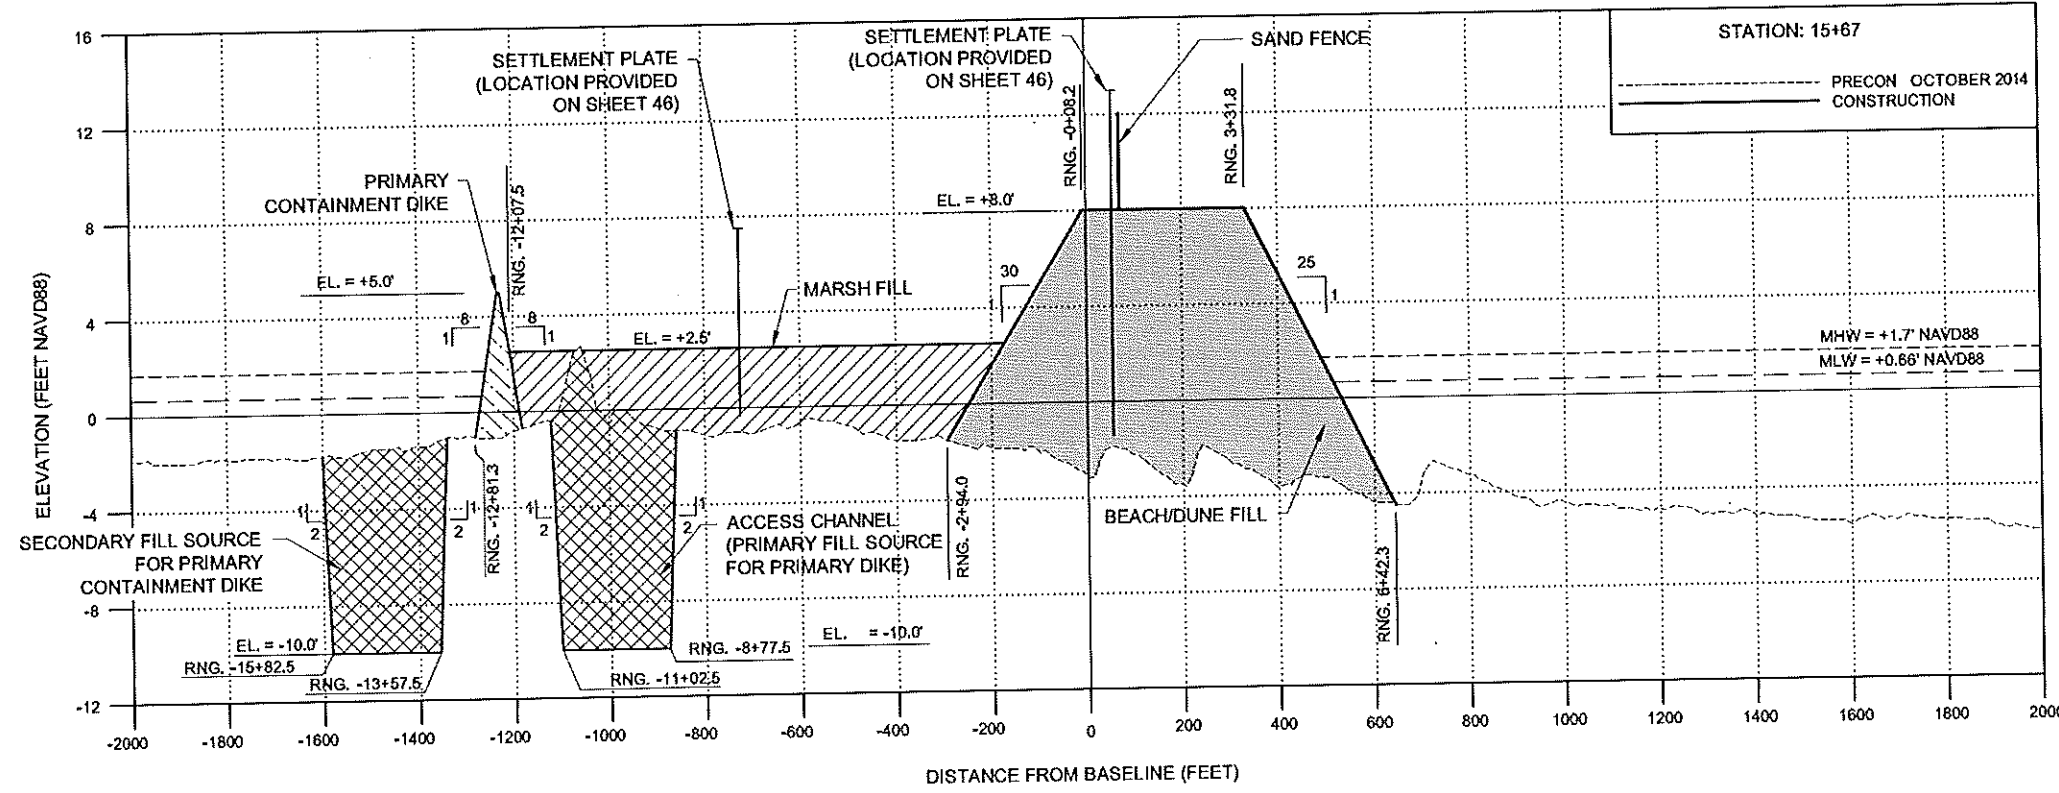 STATION: 15+67
PRECON OCTOBER 2014
CONSTRUCTION
SETTLEMENT PLATE
(LOCATION PROVIDED
ON SHEET 46)
SETTLEMENT PLATE
(LOCATION PROVIDED
ON SHEET 46)
SAND FENCE
RNG. -0+08.2
RNG. 3+31.8
PRIMARY
CONTAINMENT DIKE
RNG. -12+07.5
EL. = +8.0'
EL. = +5.0'
MARSH FILL
EL. = +2.5'
30
1
25
1
8
1
8
1
MHW = +1.7' NAVD88
MLW = +0.66' NAVD88
1
2
1
2
1
2
1
2
RNG. -12+81.3
RNG. -2+94.0
RNG. 6+42.3
SECONDARY FILL SOURCE
FOR PRIMARY
CONTAINMENT DIKE
ACCESS CHANNEL
(PRIMARY FILL SOURCE
FOR PRIMARY DIKE)
BEACH/DUNE FILL
EL. = -10.0'
RNG. -15+82.5
RNG. -13+57.5
RNG. -11+02.5
RNG. -8+77.5
EL. = -10.0'
ELEVATION (FEET NAVD88)
16
12
8
4
0
-4
-8
-12
-2000 -1800 -1600 -1400 -1200 -1000 -800 -600 -400 -200 0 200 400 600 800 1000 1200 1400 1600 1800 2000
DISTANCE FROM BASELINE (FEET)